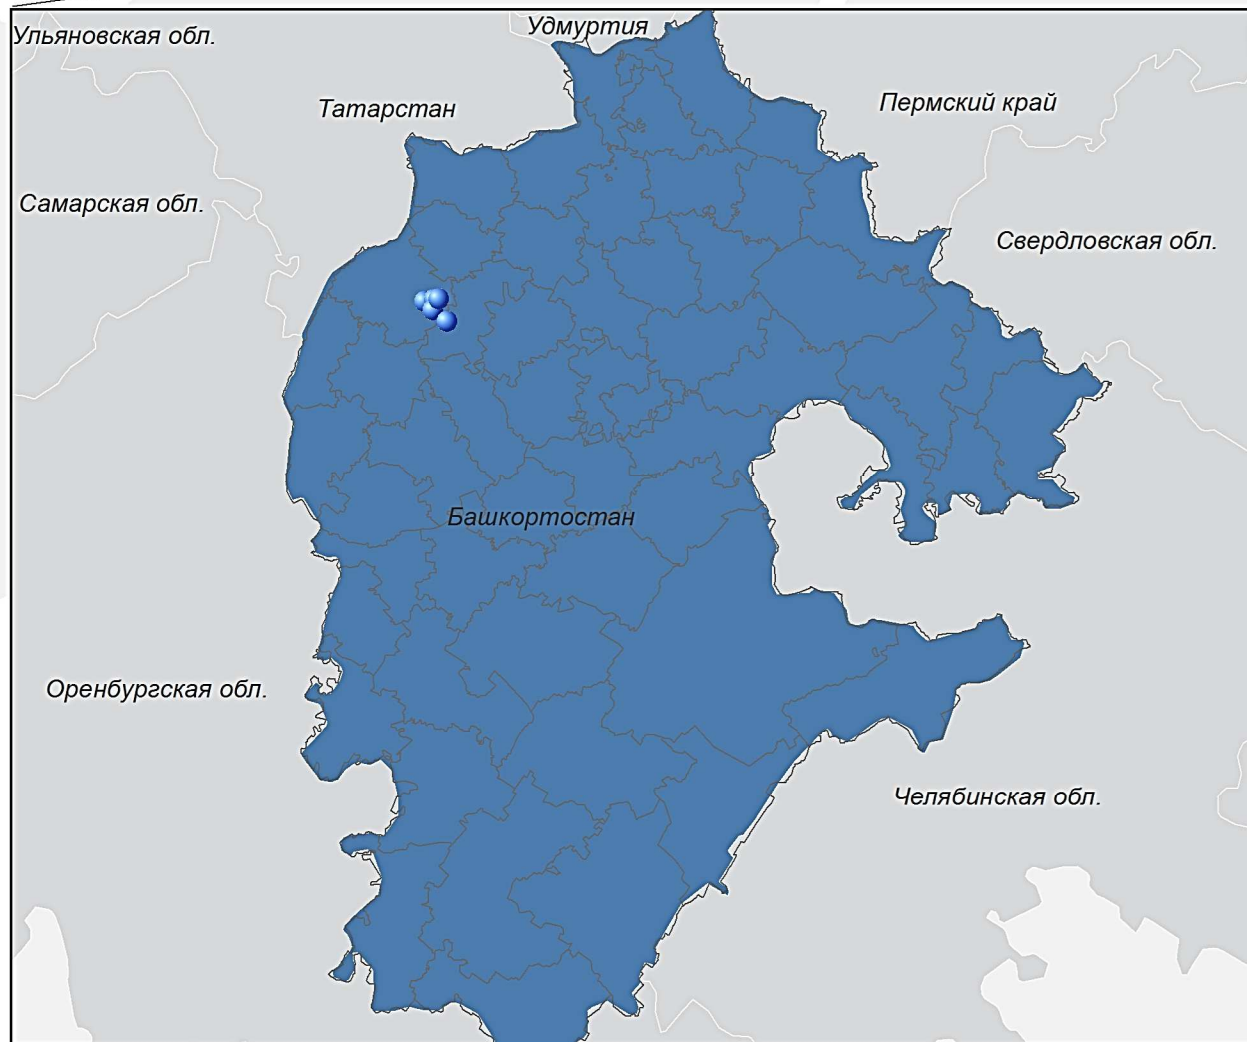 Ульяновская обл.
Удмуртия
Татарстан
Пермский край
Самарская обл.
Свердловская обл.
Башкортостан
Оренбургская обл.
Челябинская обл.